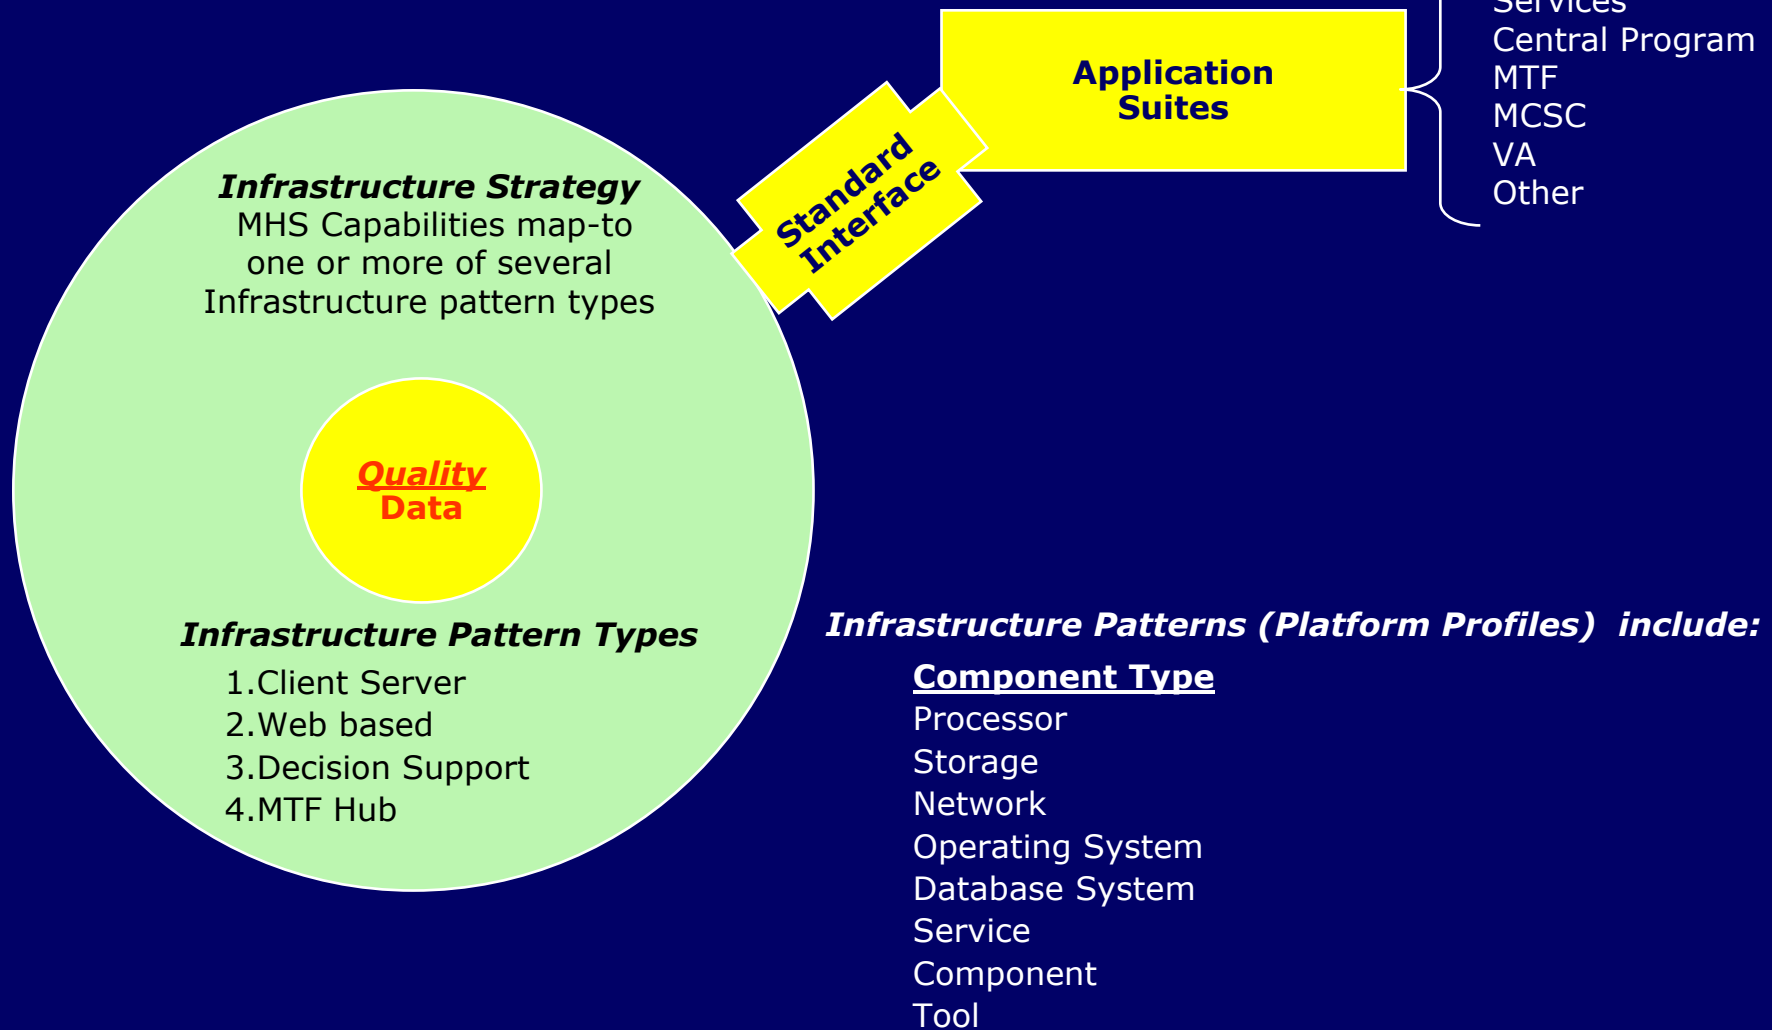 Services
Central Program
MTF
MCSC
VA
Other
Application
Suites
Standard
Interface
Infrastructure Strategy
MHS Capabilities map-to
one or more of several
Infrastructure pattern types
Quality
Data
Infrastructure Pattern Types
1.Client Server
2.Web based
3.Decision Support
4.MTF Hub
Infrastructure Patterns (Platform Profiles)  include:
Component Type
Processor
Storage
Network
Operating System
Database System
Service
Component
Tool